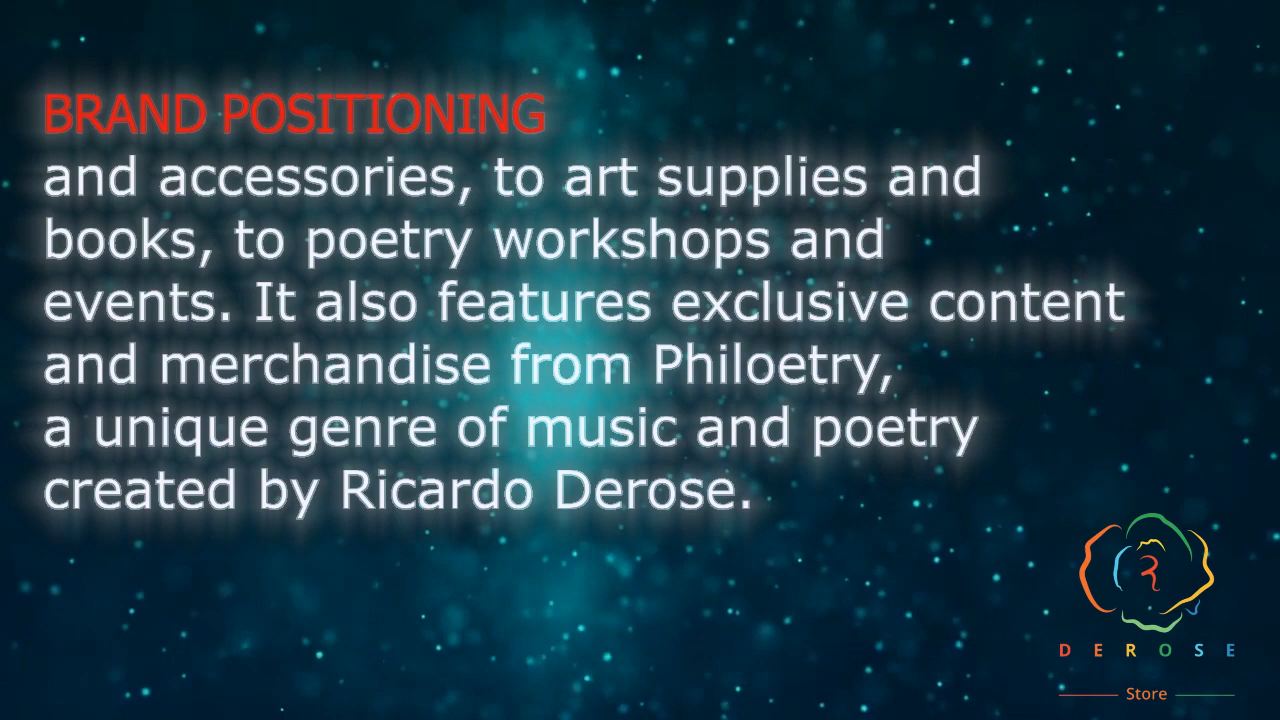 BRAND POSITIONING
and accessories, to art supplies and
books, to poetry workshops and
events. It also features exclusive content
and merchandise from Philoetry,
a unique genre of music and poetry
created by Ricardo Derose.
DEROSE
Store